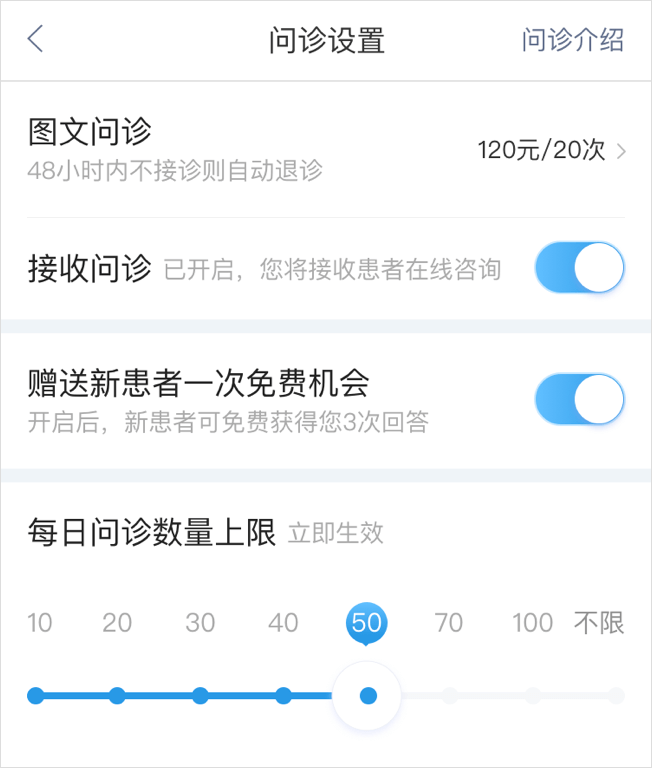 问诊设置 问诊介绍
图文问诊
48小时内不接诊则自动退诊
120元/20次
接收问诊 已开启，您将接收患者在线咨询
赠送新患者一次免费机会
开启后，新患者可免费获得您3次回答
每日问诊数量上限 立即生效
10 20 30 40 50 70 100 不限